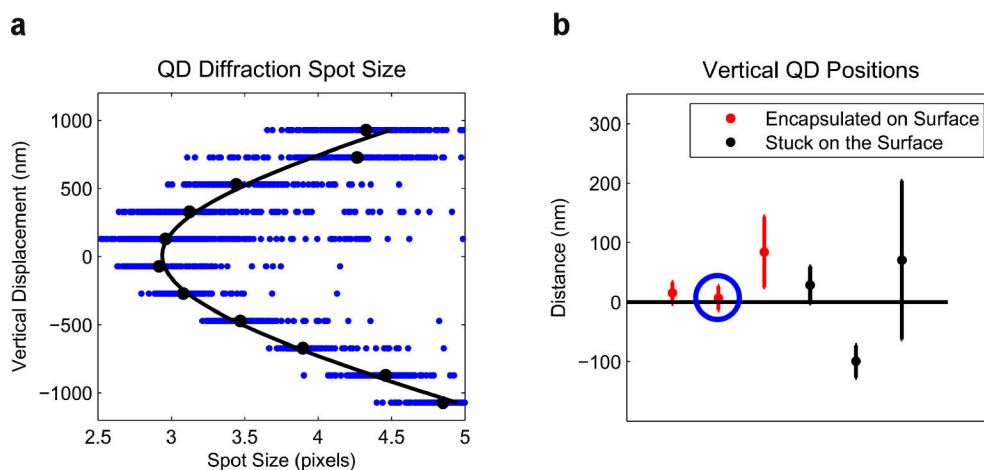 a
QD Diffraction Spot Size
Vertical Displacement (nm)
1000
500
0
−500
−1000
2.5 3 3.5 4 4.5 5
Spot Size (pixels)
b
Vertical QD Positions
Encapsulated on Surface
Stuck on the Surface
Distance (nm)
300
200
100
0
−100